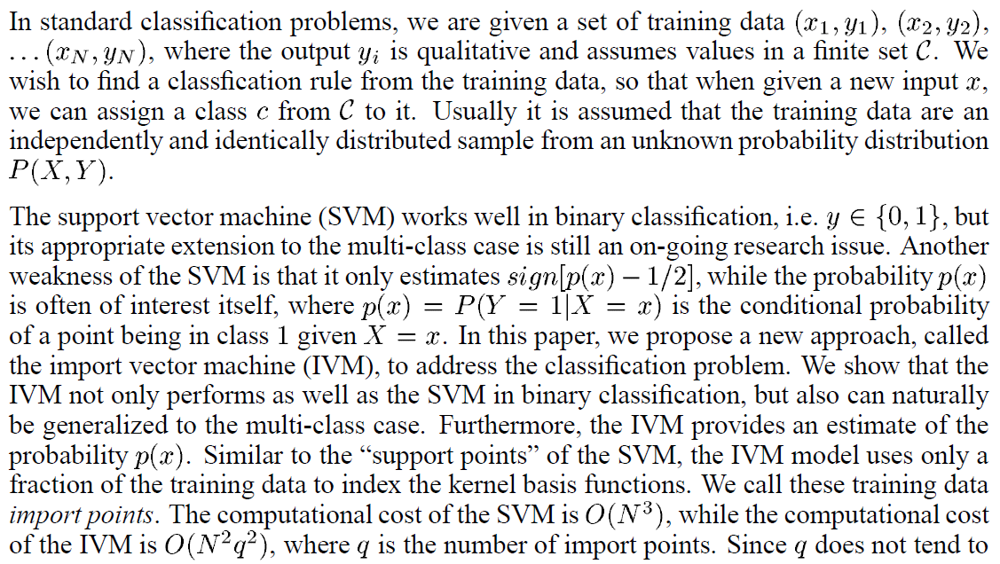 In standard classification problems, we are given a set of training data (x₁, y₁), (x₂, y₂),
… (x_N, y_N), where the output y_i is qualitative and assumes values in a finite set 𝒞. We
wish to find a classfication rule from the training data, so that when given a new input x,
we can assign a class c from 𝒞 to it. Usually it is assumed that the training data are an
independently and identically distributed sample from an unknown probability distribution
P(X, Y).
The support vector machine (SVM) works well in binary classification, i.e. y ∈ {0, 1}, but
its appropriate extension to the multi-class case is still an on-going research issue. Another
weakness of the SVM is that it only estimates sign[p(x) − 1/2], while the probability p(x)
is often of interest itself, where p(x) = P(Y = 1|X = x) is the conditional probability
of a point being in class 1 given X = x. In this paper, we propose a new approach, called
the import vector machine (IVM), to address the classification problem. We show that the
IVM not only performs as well as the SVM in binary classification, but also can naturally
be generalized to the multi-class case. Furthermore, the IVM provides an estimate of the
probability p(x). Similar to the “support points” of the SVM, the IVM model uses only a
fraction of the training data to index the kernel basis functions. We call these training data
import points. The computational cost of the SVM is O(N³), while the computational cost
of the IVM is O(N²q²), where q is the number of import points. Since q does not tend to